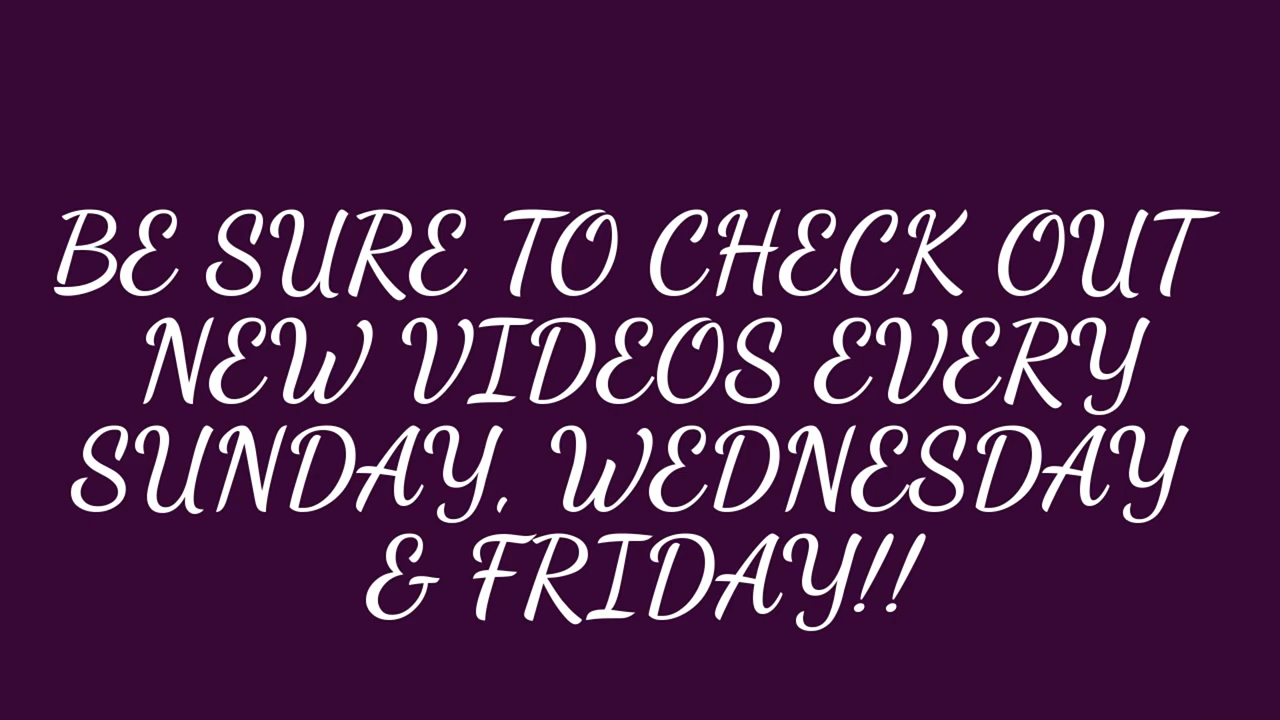 BE SURE TO CHECK OUT
NEW VIDEOS EVERY
SUNDAY, WEDNESDAY
& FRIDAY!!